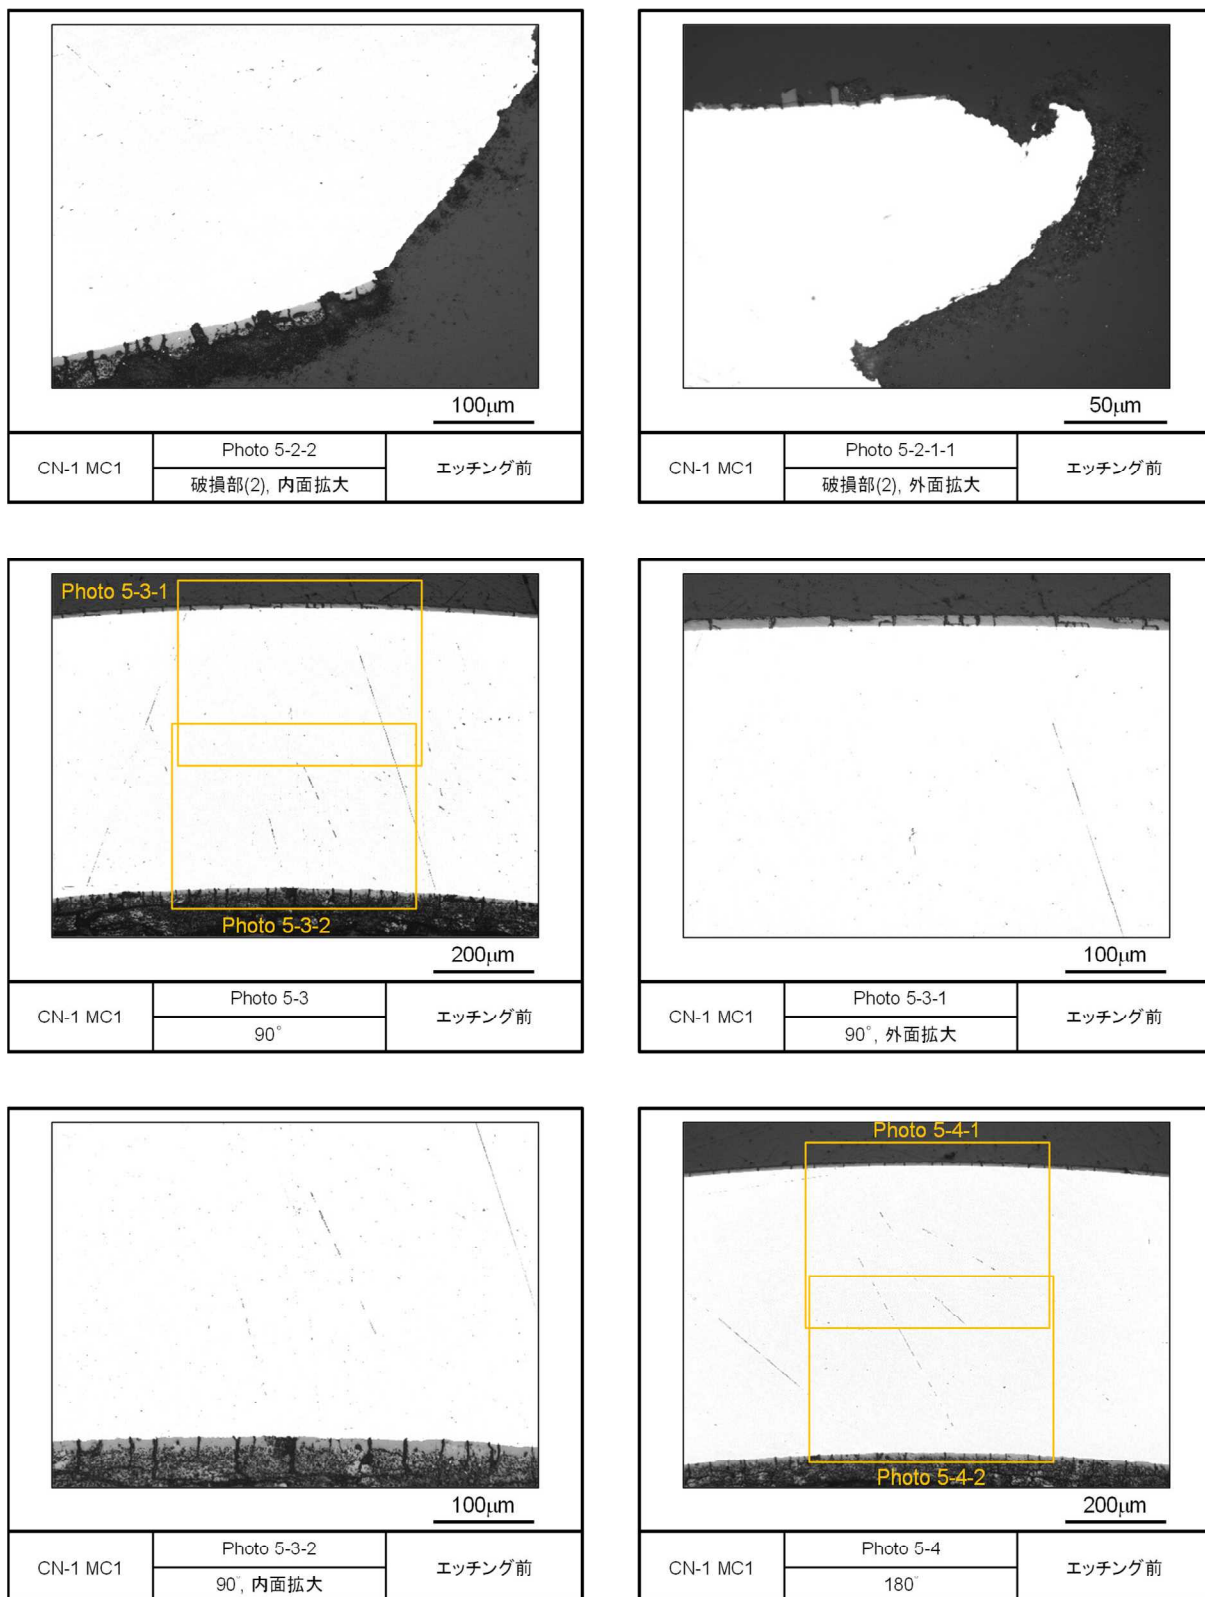 100μm
CN-1 MC1
Photo 5-2-2
破損部(2), 内面拡大
エッチング前
50μm
CN-1 MC1
Photo 5-2-1-1
破損部(2), 外面拡大
エッチング前
Photo 5-3-1
Photo 5-3-2
200μm
CN-1 MC1
Photo 5-3
90°
エッチング前
100μm
CN-1 MC1
Photo 5-3-1
90°, 外面拡大
エッチング前
100μm
CN-1 MC1
Photo 5-3-2
90°, 内面拡大
エッチング前
Photo 5-4-1
Photo 5-4-2
200μm
CN-1 MC1
Photo 5-4
180°
エッチング前